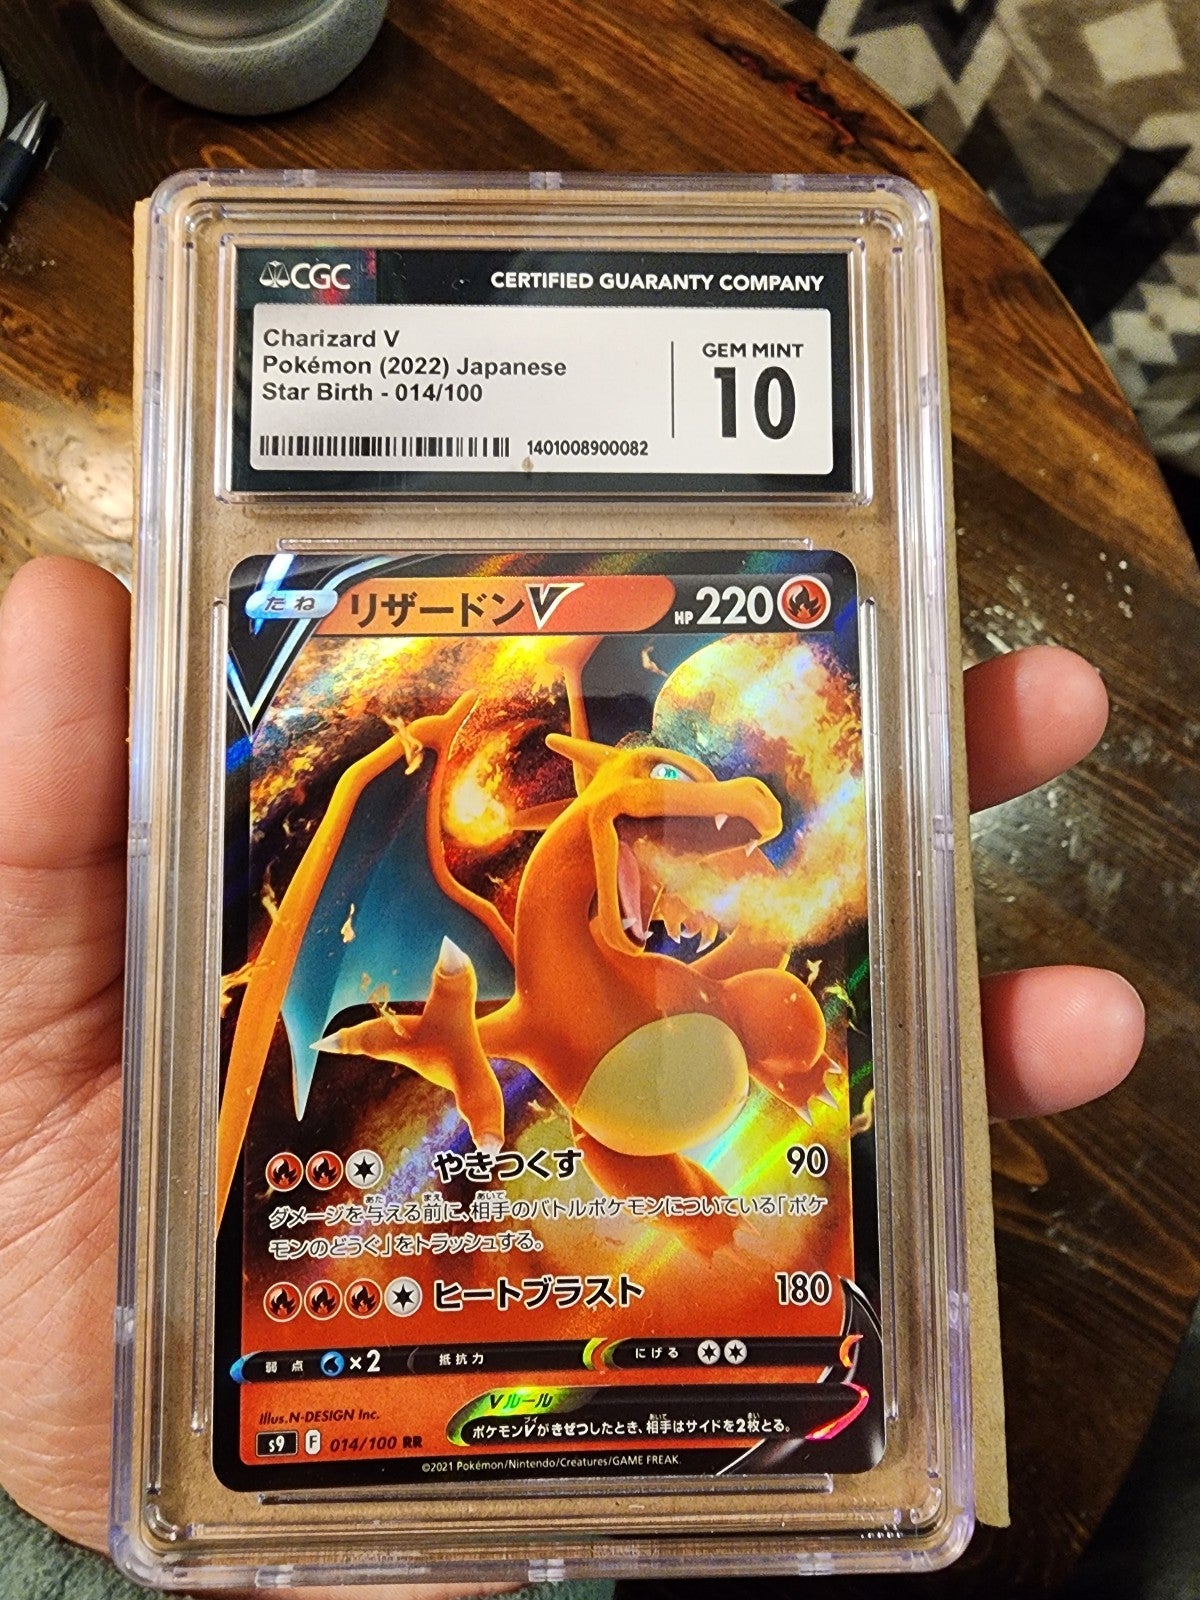 CGC
CERTIFIED GUARANTY COMPANY
Charizard V
Pokémon (2022) Japanese
Star Birth - 014/100
1401008900082
GEM MINT
10
たね
リザードンV
HP220
やきつくす 90
ダメージを与える前に、相手のバトルポケモンについている「ポケ
モンのどうぐ」をトラッシュする。
ヒートブラスト 180
弱点 ×2 抵抗力 にげる
Vルール
ポケモンVがきぜつしたとき、相手はサイドを2枚とる。
Illus. N-DESIGN Inc.
s9 F 014/100 RR
©2021 Pokémon/Nintendo/Creatures/GAME FREAK.